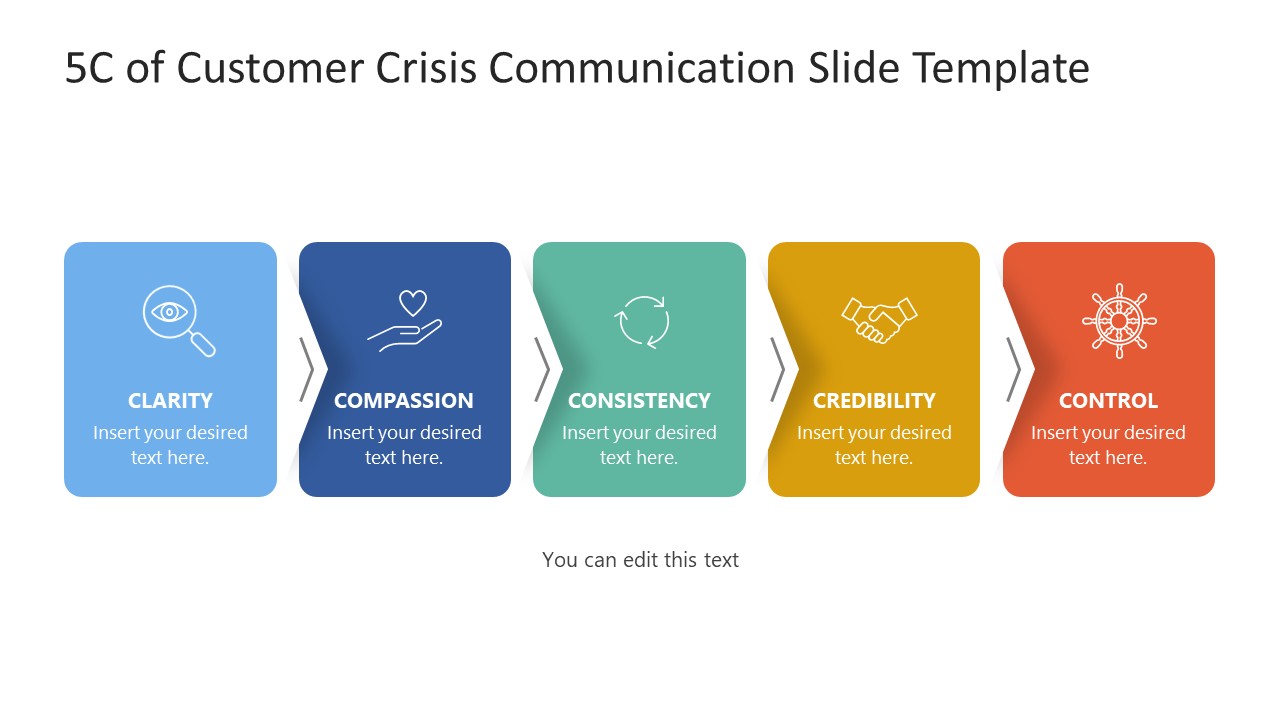 5C of Customer Crisis Communication Slide Template
CLARITY
Insert your desired
text here.
COMPASSION
Insert your desired
text here.
CONSISTENCY
Insert your desired
text here.
CREDIBILITY
Insert your desired
text here.
CONTROL
Insert your desired
text here.
You can edit this text